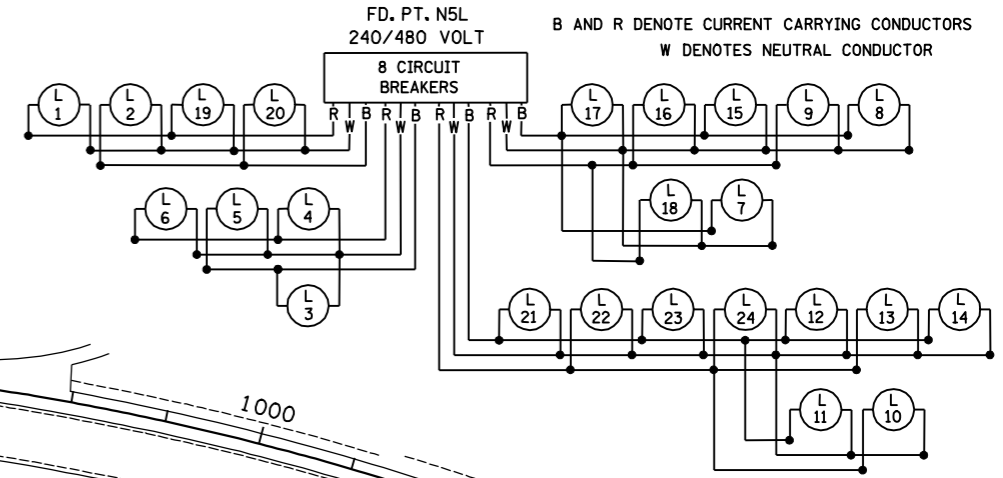 FD. PT. N5L
240/480 VOLT
B AND R DENOTE CURRENT CARRYING CONDUCTORS
W DENOTES NEUTRAL CONDUCTOR
8 CIRCUIT
BREAKERS
R W B R W B R W B R W B
L 1
L 2
L 19
L 20
L 17
L 16
L 15
L 9
L 8
L 6
L 5
L 4
L 18
L 7
L 3
L 21
L 22
L 23
L 24
L 12
L 13
L 14
L 11
L 10
1000